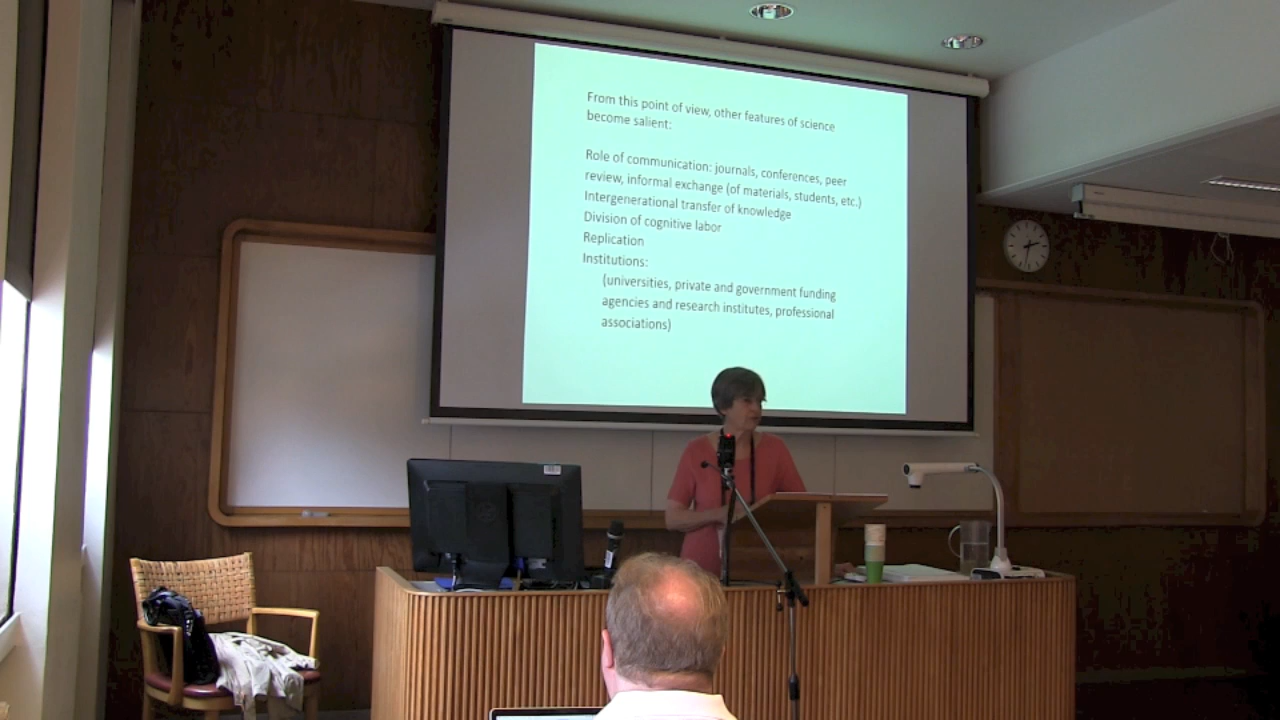 From this point of view, other features of science
become salient:
Role of communication: journals, conferences, peer
review, informal exchange (of materials, students, etc.)
Intergenerational transfer of knowledge
Division of cognitive labor
Replication
Institutions:
(universities, private and government funding
agencies and research institutes, professional
associations)